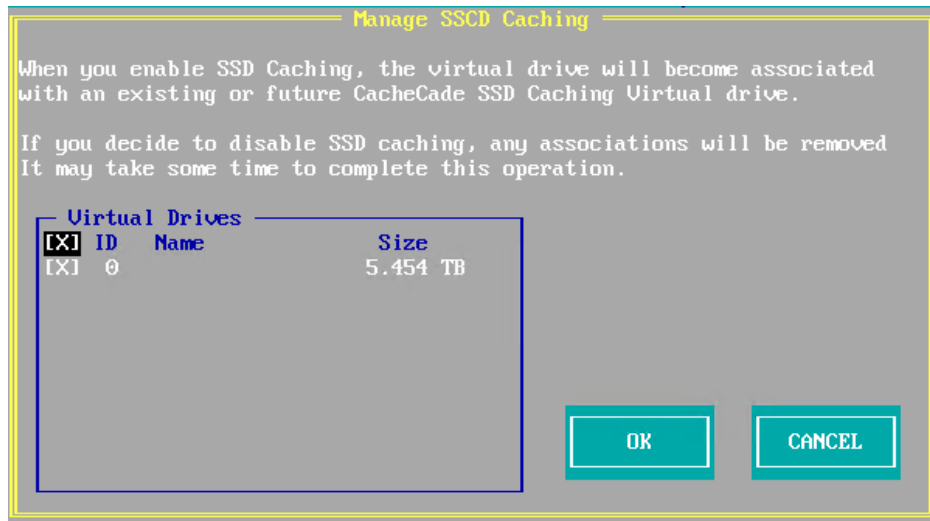 Manage SSCD Caching
When you enable SSD Caching, the virtual drive will become associated
with an existing or future CacheCade SSD Caching Virtual drive.
If you decide to disable SSD caching, any associations will be removed
It may take some time to complete this operation.
Virtual Drives
[X] ID Name Size
[X] 0 5.454 TB
OK CANCEL